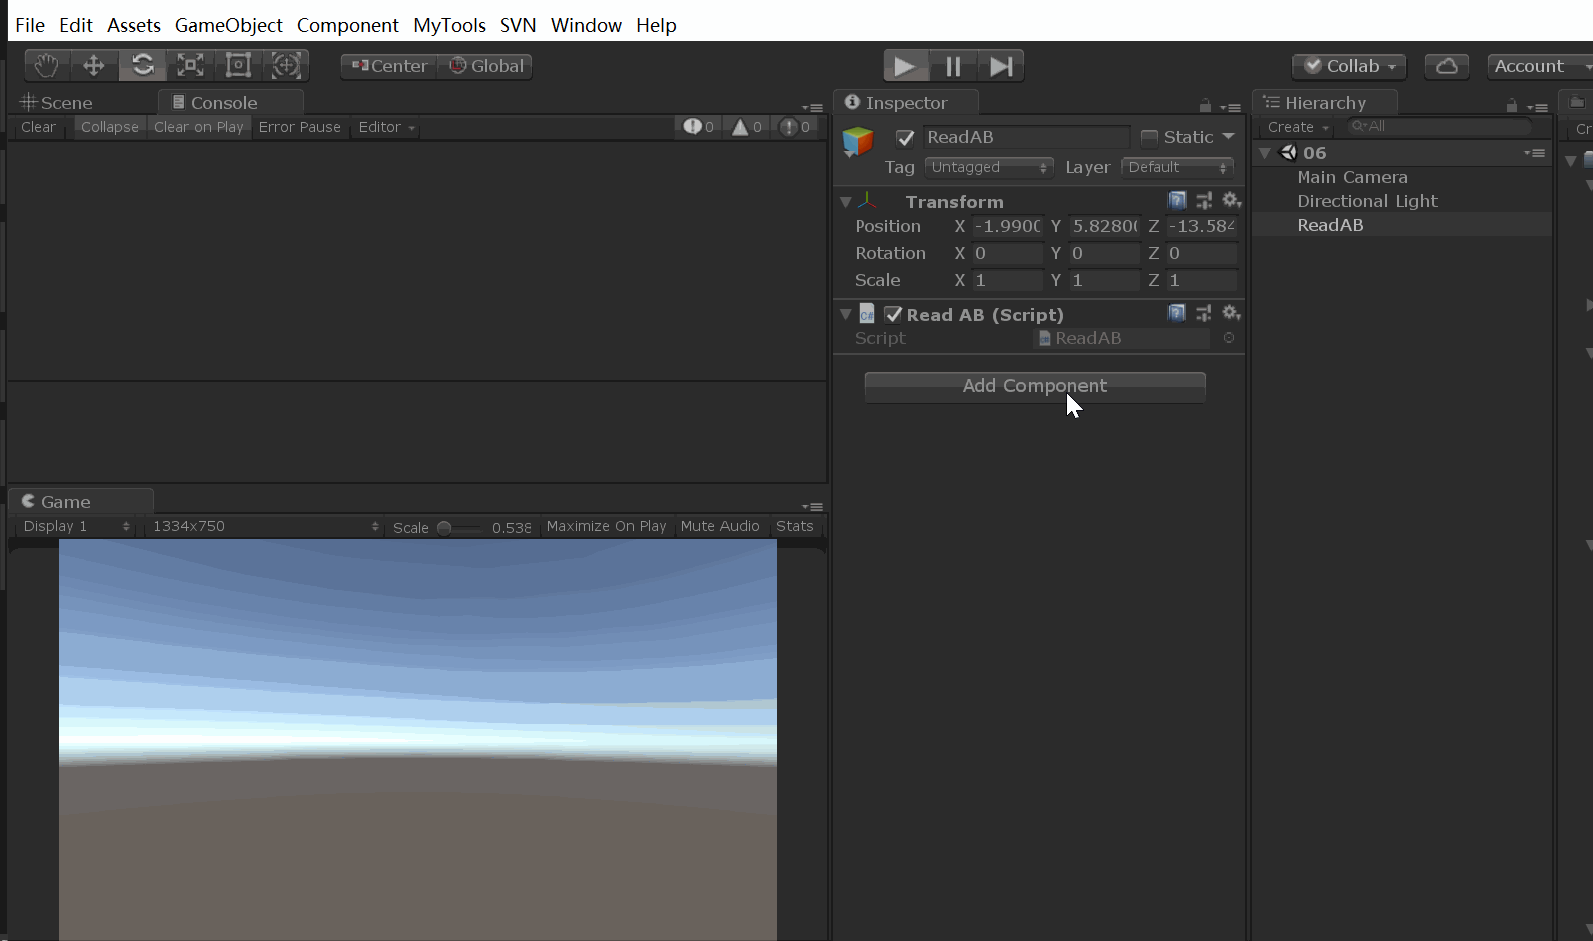 File Edit Assets GameObject Component MyTools SVN Window Help
Center Global
Collab Account
Scene Console
Clear Collapse Clear on Play Error Pause Editor 0 0 0
Game
Display 1 1334x750 Scale 0.538 Maximize On Play Mute Audio Stats
Inspector
ReadAB Static
Tag Untagged Layer Default
Transform
Position X -1.9900 Y 5.8280 Z -13.584
Rotation X 0 Y 0 Z 0
Scale X 1 Y 1 Z 1
Read AB (Script)
C#
Script ReadAB
Add Component
Hierarchy
Create All
06
Main Camera
Directional Light
ReadAB
Cr